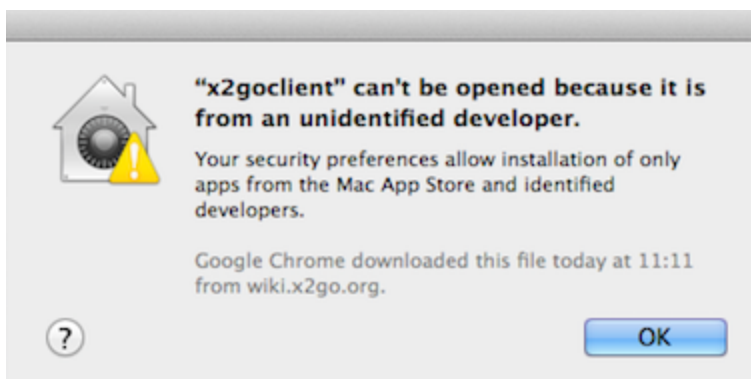 “x2goclient” can't be opened because it is
from an unidentified developer.
Your security preferences allow installation of only
apps from the Mac App Store and identified
developers.
Google Chrome downloaded this file today at 11:11
from wiki.x2go.org.
?
OK